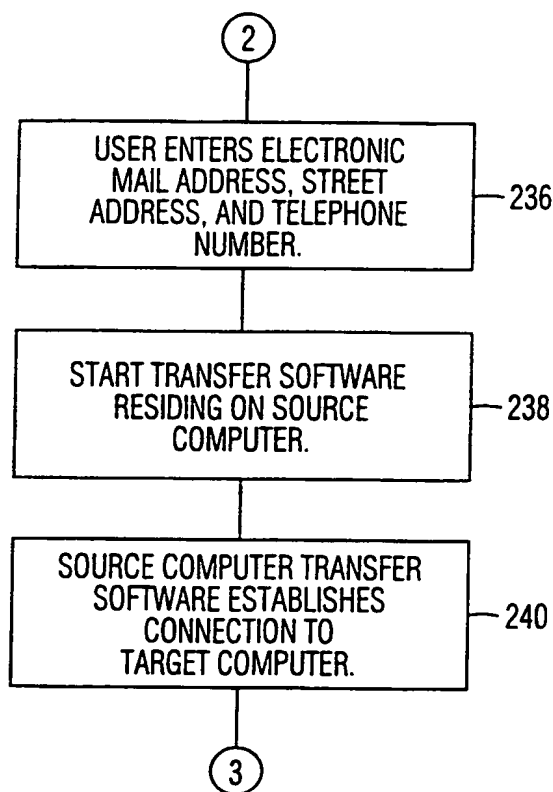 2
USER ENTERS ELECTRONIC
MAIL ADDRESS, STREET
ADDRESS, AND TELEPHONE
NUMBER.
236
START TRANSFER SOFTWARE
RESIDING ON SOURCE
COMPUTER.
238
SOURCE COMPUTER TRANSFER
SOFTWARE ESTABLISHES
CONNECTION TO
TARGET COMPUTER.
240
3